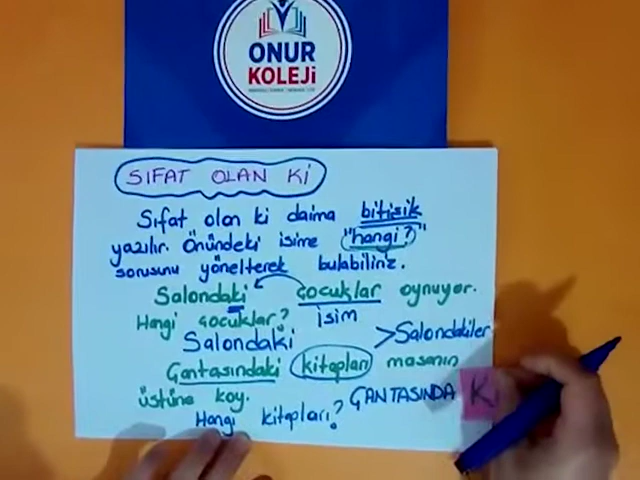 ONUR
KOLEJİ
SIFAT OLAN Kİ
Sıfat olan ki daima bitişik
yazılır. Önündeki isime "hangi?"
sorusunu yönelterek bulabiliriz.
Salondaki çocuklar oynuyor.
Hangi çocuklar? isim
Salondaki >Salondakiler
Çantasındaki kitapları masanın
üstüne koy. ÇANTASINDA Ki
Hangi kitapları?